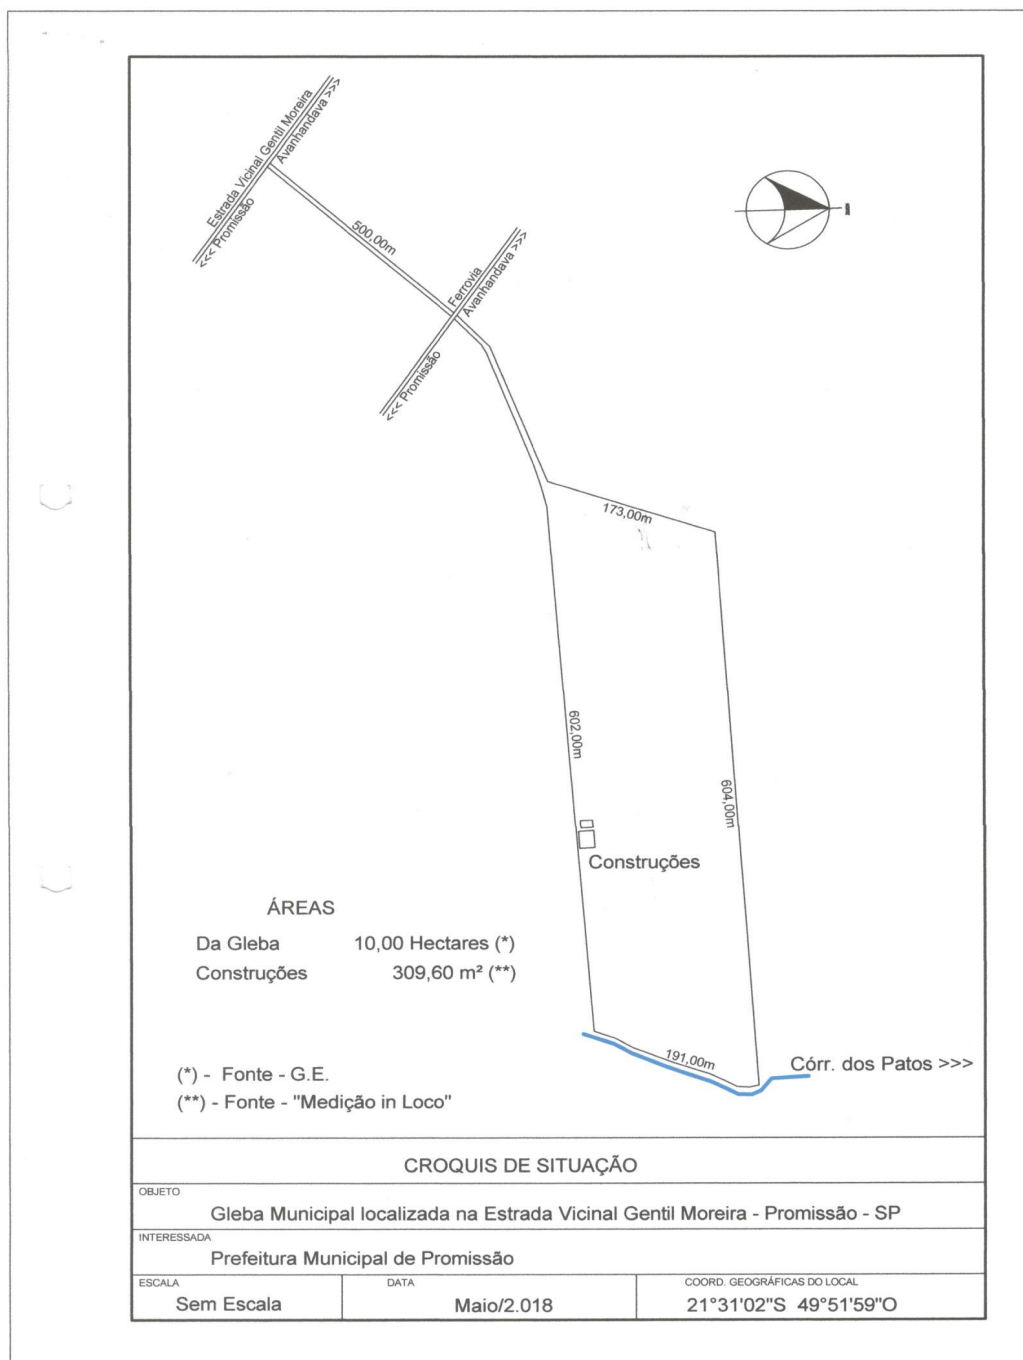 Estrada Vicinal Gentil Moreira
Avanhandava >>>
<<< Promissão
500,00m
Ferrovia
Avanhandava >>>
<<< Promissão
173,00m
602,00m
604,00m
Construções
ÁREAS
Da Gleba 10,00 Hectares (*)
Construções 309,60 m² (**)
191,00m
Córr. dos Patos >>>
(*) - Fonte - G.E.
(**) - Fonte - "Medição in Loco"
CROQUIS DE SITUAÇÃO
OBJETO
Gleba Municipal localizada na Estrada Vicinal Gentil Moreira - Promissão - SP
INTERESSADA
Prefeitura Municipal de Promissão
ESCALA DATA COORD. GEOGRÁFICAS DO LOCAL
Sem Escala Maio/2.018 21°31'02"S 49°51'59"O